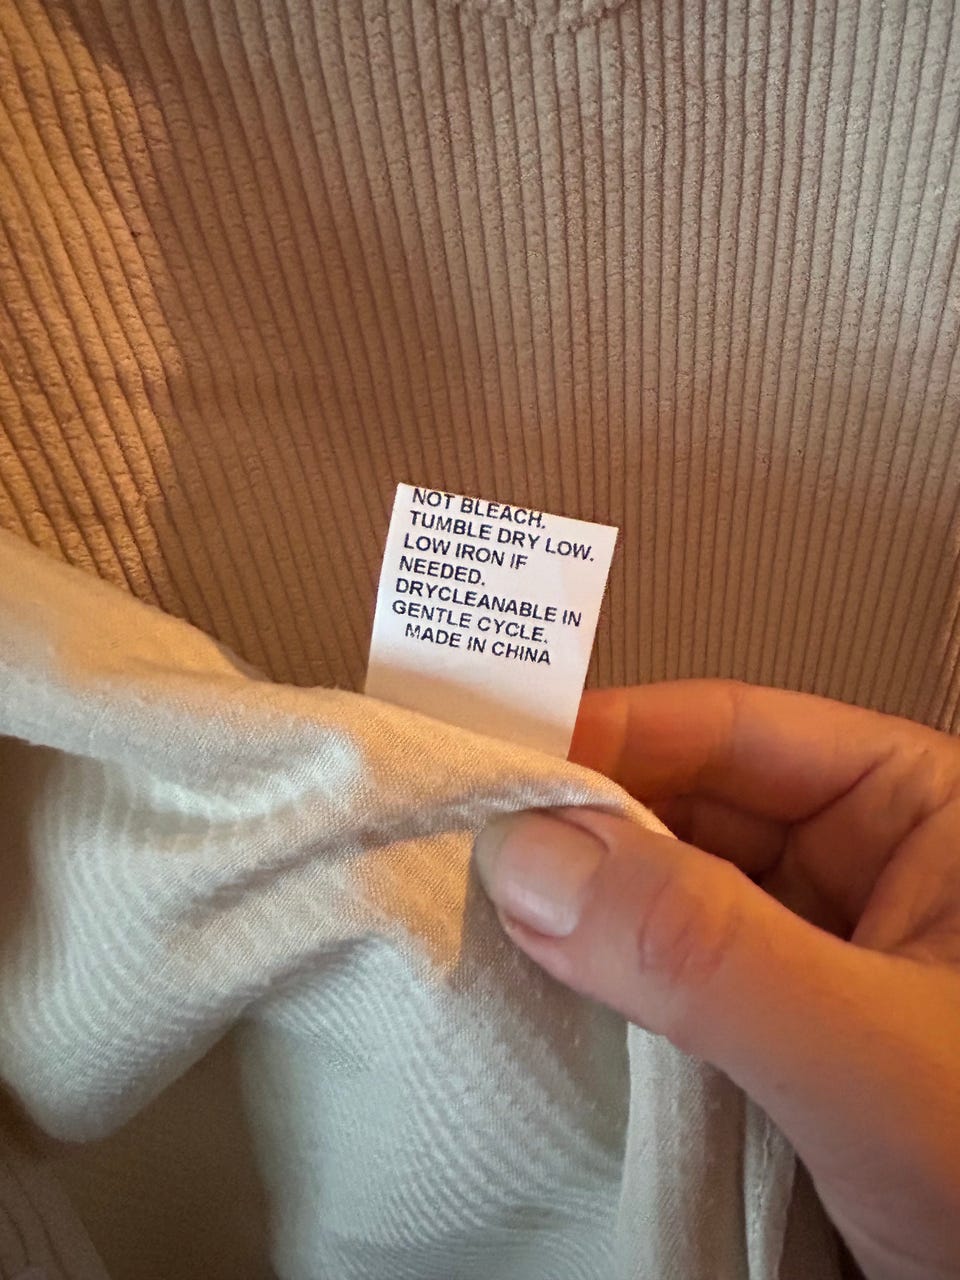 NOT BLEACH.
TUMBLE DRY LOW.
LOW IRON IF
NEEDED.
DRYCLEANABLE IN
GENTLE CYCLE.
MADE IN CHINA